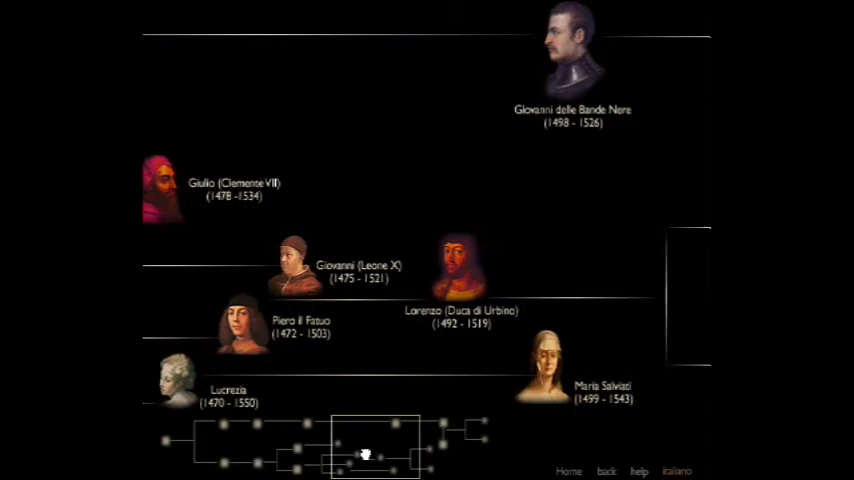 Giovanni delle Bande Nere
(1498 - 1526)
Giulio (Clemente VII)
(1478 -1534)
Giovanni (Leone X)
(1475 - 1521)
Lorenzo (Duca di Urbino)
(1492 - 1519)
Piero il Fatuo
(1472 - 1503)
Maria Salviati
(1499 - 1543)
Lucrezia
(1470 - 1550)
Home back help italiano